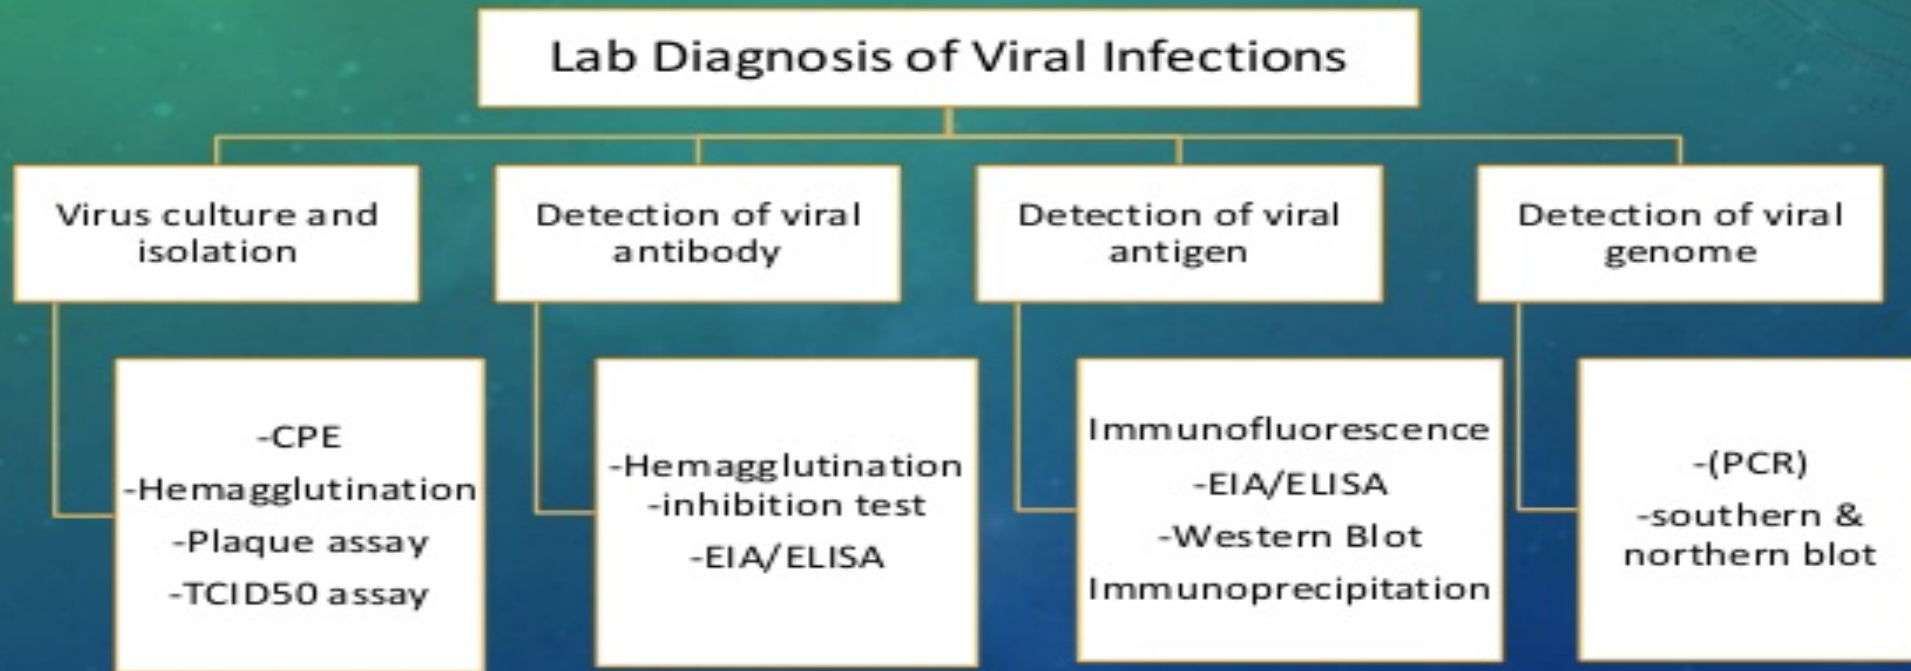 Lab Diagnosis of Viral Infections
Virus culture and
isolation
Detection of viral
antibody
Detection of viral
antigen
Detection of viral
genome
-CPE
-Hemagglutination
-Plaque assay
-TCID50 assay
-Hemagglutination
-inhibition test
-EIA/ELISA
Immunofluorescence
-EIA/ELISA
-Western Blot
Immunoprecipitation
-(PCR)
-southern &
northern blot